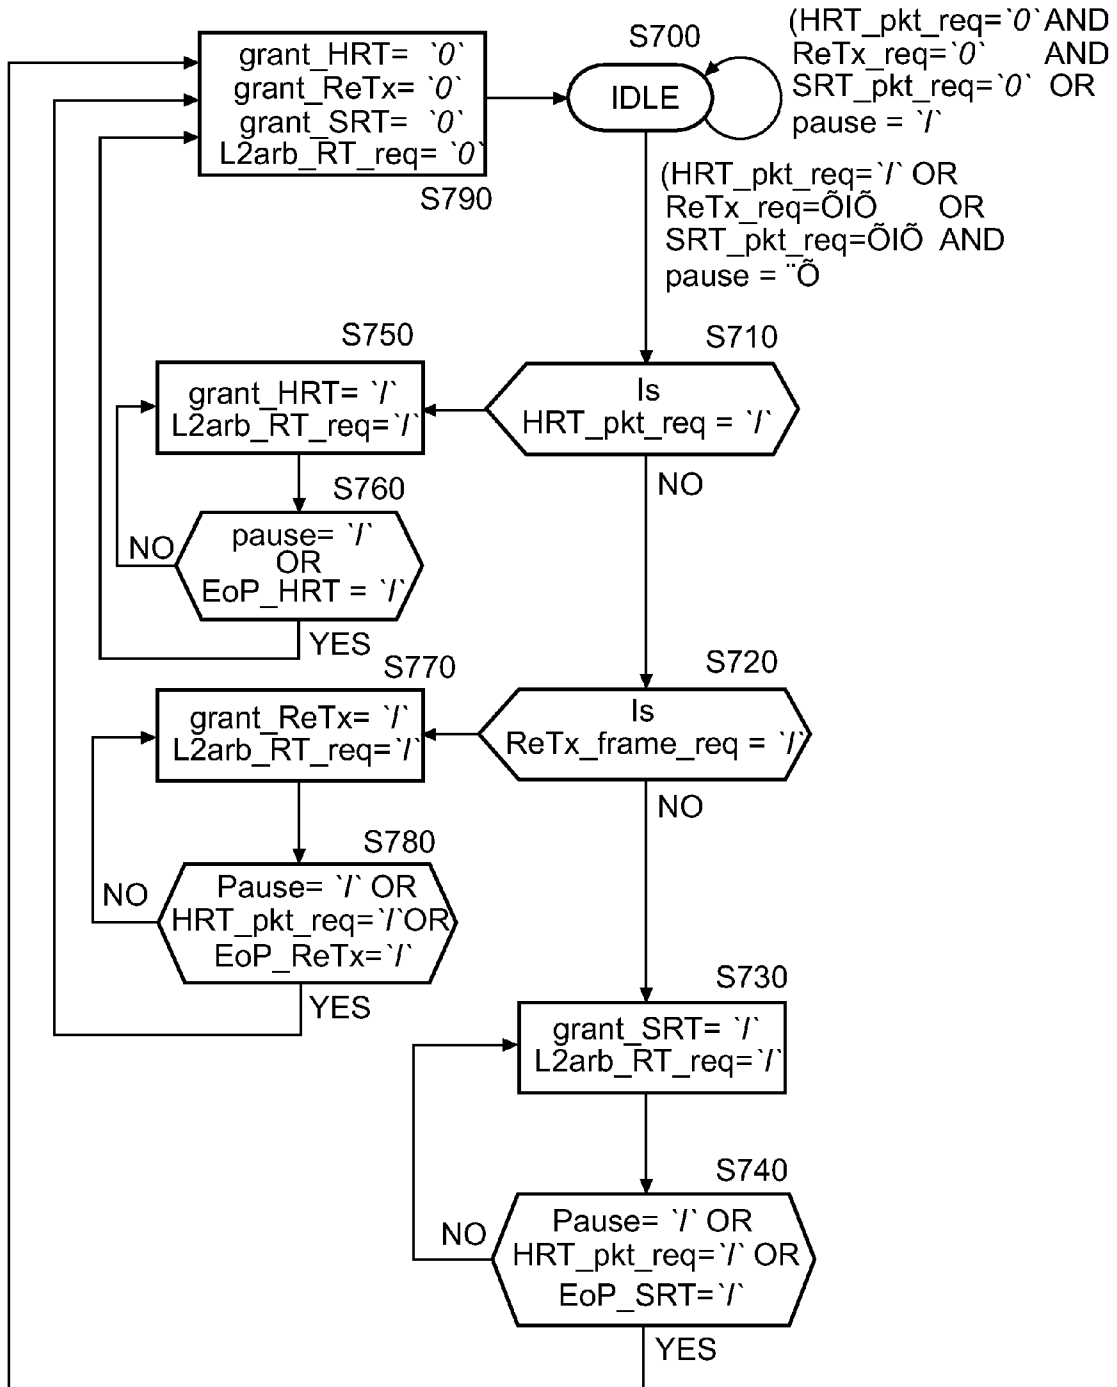 grant_HRT= `0`
grant_ReTx= `0`
grant_SRT= `0`
L2arb_RT_req= `0`
S790
S700
IDLE
(HRT_pkt_req=`0` AND
ReTx_req=`0` AND
SRT_pkt_req=`0` OR
pause = `I`
(HRT_pkt_req=`I` OR
ReTx_req=ÕIÕ OR
SRT_pkt_req=ÕIÕ AND
pause = ¨Õ
S750
grant_HRT= `I`
L2arb_RT_req=`I`
S710
Is
HRT_pkt_req = `I`
NO
S760
pause= `I`
OR
EoP_HRT = `I`
NO
YES
S770
grant_ReTx= `I`
L2arb_RT_req=`I`
S720
Is
ReTx_frame_req = `I`
NO
S780
Pause= `I` OR
HRT_pkt_req=`I`OR
EoP_ReTx=`I`
NO
YES
S730
grant_SRT= `I`
L2arb_RT_req=`I`
S740
Pause= `I` OR
HRT_pkt_req=`I` OR
EoP_SRT=`I`
NO
YES